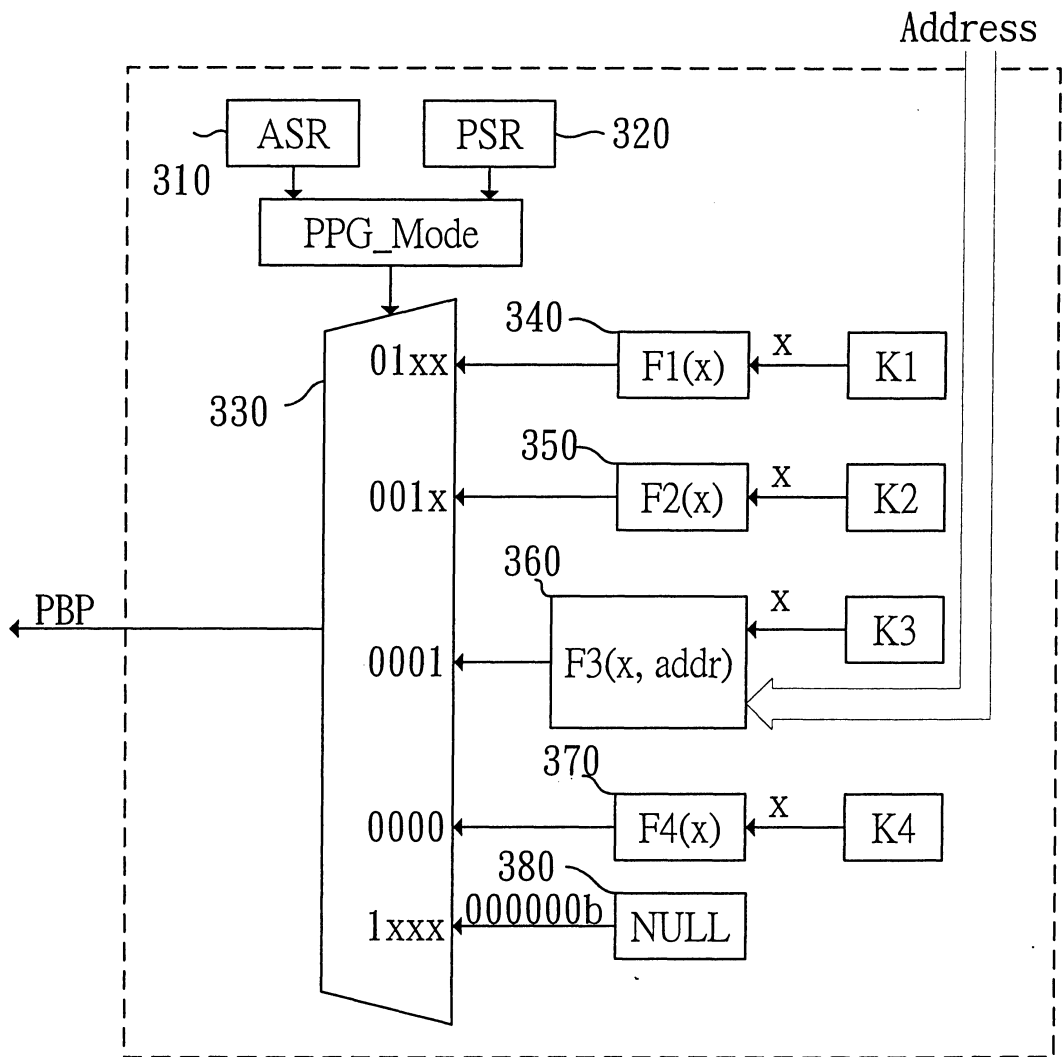 Address
ASR
PSR
320
310
PPG_Mode
340
01xx
F1(x)
x
K1
330
350
001x
F2(x)
x
K2
360
PBP
0001
F3(x, addr)
x
K3
370
0000
F4(x)
x
K4
380
1xxx
000000b
NULL